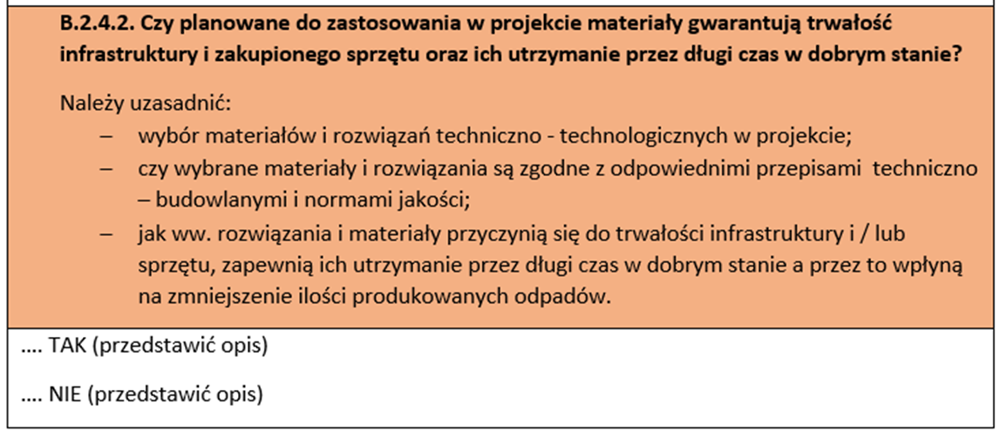 B.2.4.2. Czy planowane do zastosowania w projekcie materiały gwarantują trwałość
infrastruktury i zakupionego sprzętu oraz ich utrzymanie przez długi czas w dobrym stanie?
Należy uzasadnić:
– wybór materiałów i rozwiązań techniczno - technologicznych w projekcie;
– czy wybrane materiały i rozwiązania są zgodne z odpowiednimi przepisami techniczno
– budowlanymi i normami jakości;
– jak ww. rozwiązania i materiały przyczynią się do trwałości infrastruktury i / lub
sprzętu, zapewnią ich utrzymanie przez długi czas w dobrym stanie a przez to wpłyną
na zmniejszenie ilości produkowanych odpadów.
.... TAK (przedstawić opis)
.... NIE (przedstawić opis)